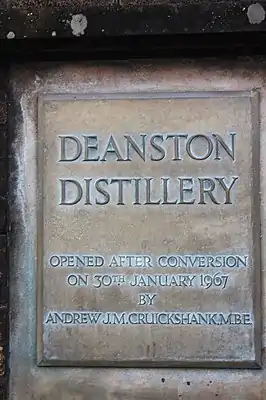 DEANSTON
DISTILLERY
OPENED AFTER CONVERSION
ON 30TH JANUARY 1967
BY
ANDREW J.M. CRUICKSHANK. M.B.E.